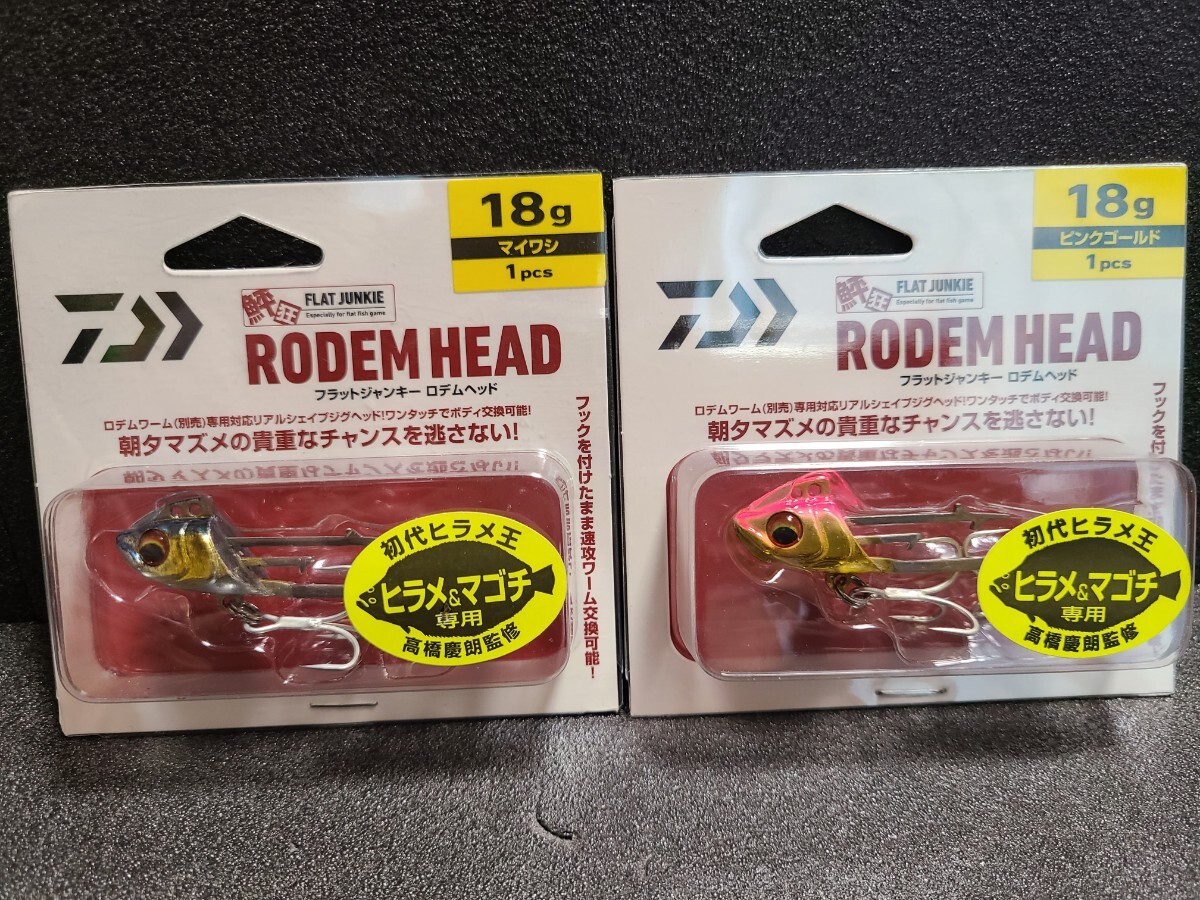 18g
マイワシ
1pcs
鮃狂
FLAT JUNKIE
Especially for flat fish game
RODEM HEAD
フラットジャンキー ロデムヘッド
ロデムワーム(別売)専用対応リアルシェイプジグヘッド!ワンタッチでボディ交換可能!
朝夕マズメの貴重なチャンスを逃さない!
フックを付けたまま速攻ワーム交換可能!
初代ヒラメ王
ヒラメ&マゴチ
専用
高橋慶朗監修
18g
ピンクゴールド
1pcs
鮃狂
FLAT JUNKIE
Especially for flat fish game
RODEM HEAD
フラットジャンキー ロデムヘッド
ロデムワーム(別売)専用対応リアルシェイプジグヘッド!ワンタッチでボディ交換可能!
朝夕マズメの貴重なチャンスを逃さない!
フックを付け
初代ヒラメ王
ヒラメ&マゴチ
専用
高橋慶朗監修